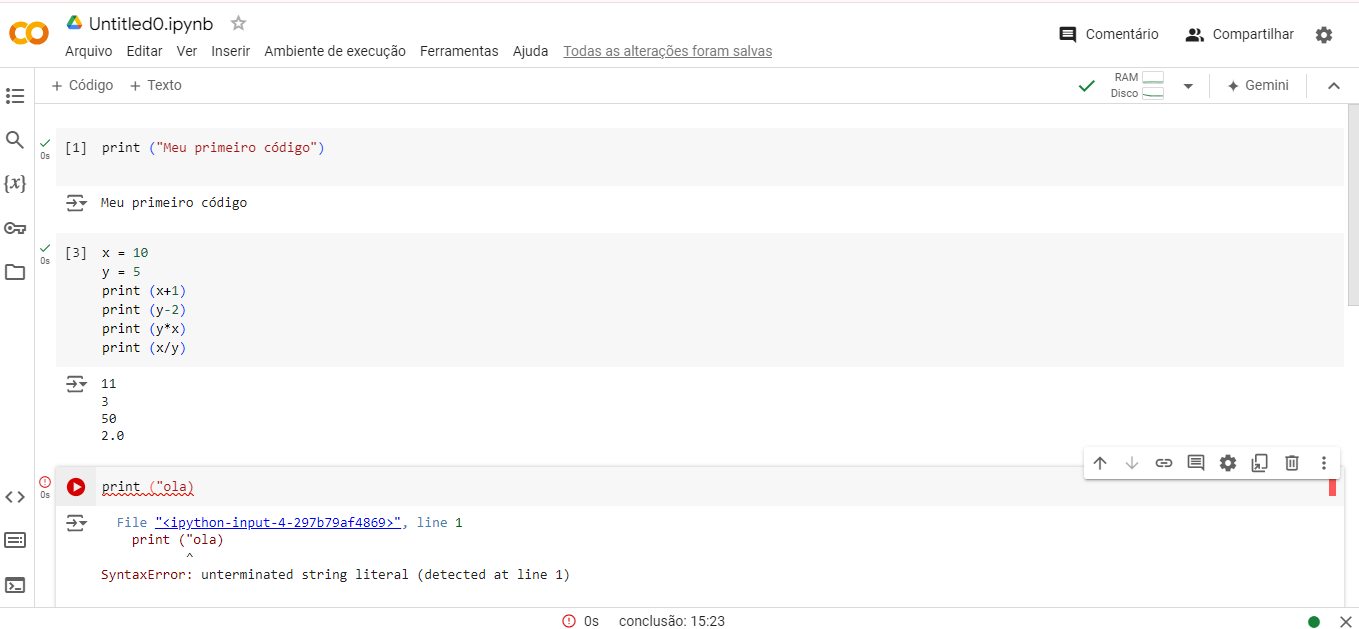 Untitled0.ipynb
Arquivo Editar Ver Inserir Ambiente de execução Ferramentas Ajuda Todas as alterações foram salvas
Comentário Compartilhar
+ Código + Texto
RAM
Disco
Gemini
[1] print ("Meu primeiro código")
0s
Meu primeiro código
{x}
[3] x = 10
0s
y = 5
print (x+1)
print (y-2)
print (y*x)
print (x/y)
11
3
50
2.0
print ("ola)
0s
File "<ipython-input-4-297b79af4869>", line 1
print ("ola)
^
SyntaxError: unterminated string literal (detected at line 1)
0s conclusão: 15:23